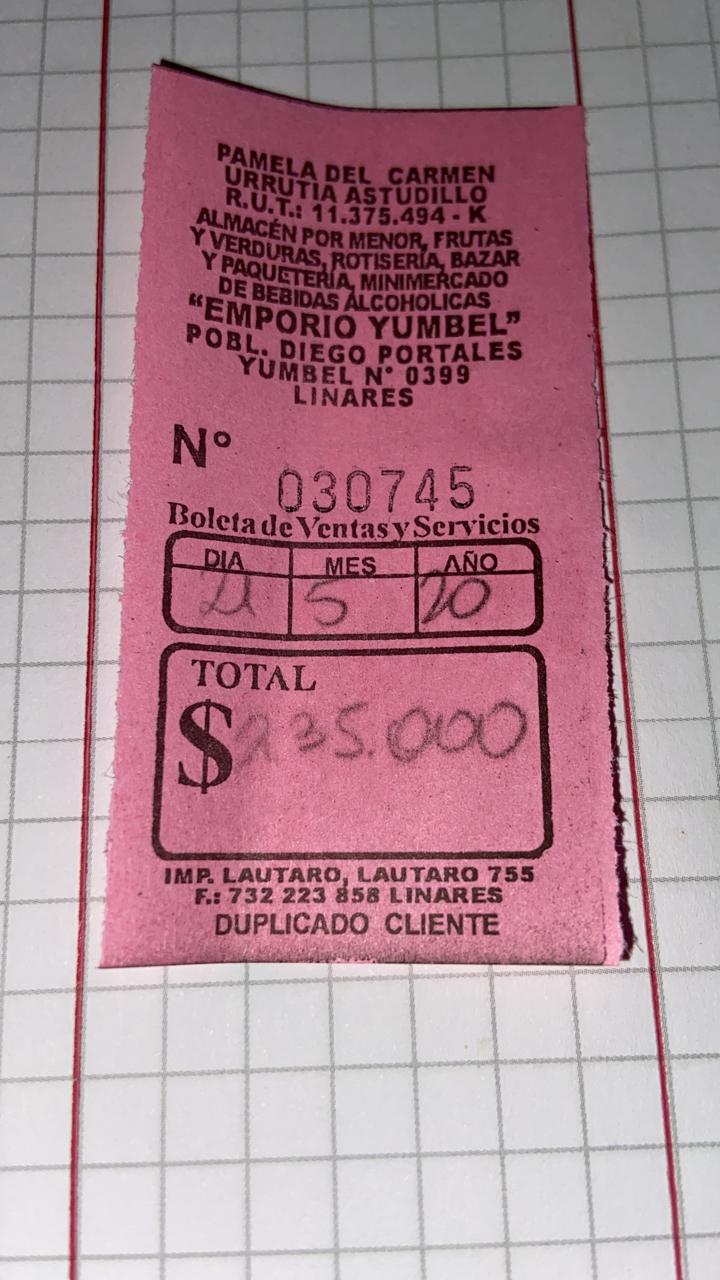 PAMELA DEL CARMEN
URRUTIA ASTUDILLO
R.U.T.: 11.375.494 - K
ALMACÉN POR MENOR, FRUTAS
Y VERDURAS, ROTISERÍA, BAZAR
Y PAQUETERÍA, MINIMERCADO
DE BEBIDAS ALCOHOLICAS
"EMPORIO YUMBEL"
POBL. DIEGO PORTALES
YUMBEL N° 0399
LINARES
N°
030745
Boleta de Ventas y Servicios
DIA MES AÑO
21 5 20
TOTAL
$ 235.000
IMP. LAUTARO, LAUTARO 755
F.: 732 223 858 LINARES
DUPLICADO CLIENTE